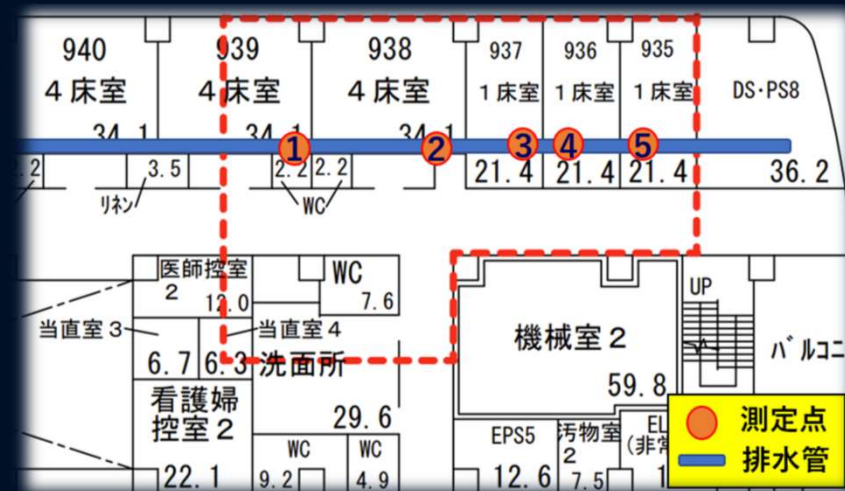 940
939
938
937
936
935
4床室
4床室
4床室
1床室
1床室
1床室
DS・PS8
34.1
34.1
34.1
1
2
3
4
5
2.2
3.5
2.2
2.2
21.4
21.4
21.4
36.2
リネン
WC
医師控室
2
12.0
WC
7.6
当直室3
当直室4
6.7
6.3
洗面所
機械室2
59.8
UP
バルコニ
看護婦
控室2
22.1
29.6
WC
9.2
WC
4.9
EPS5
12.6
汚物室
2
7.5
EL
(非常
1
測定点
排水管